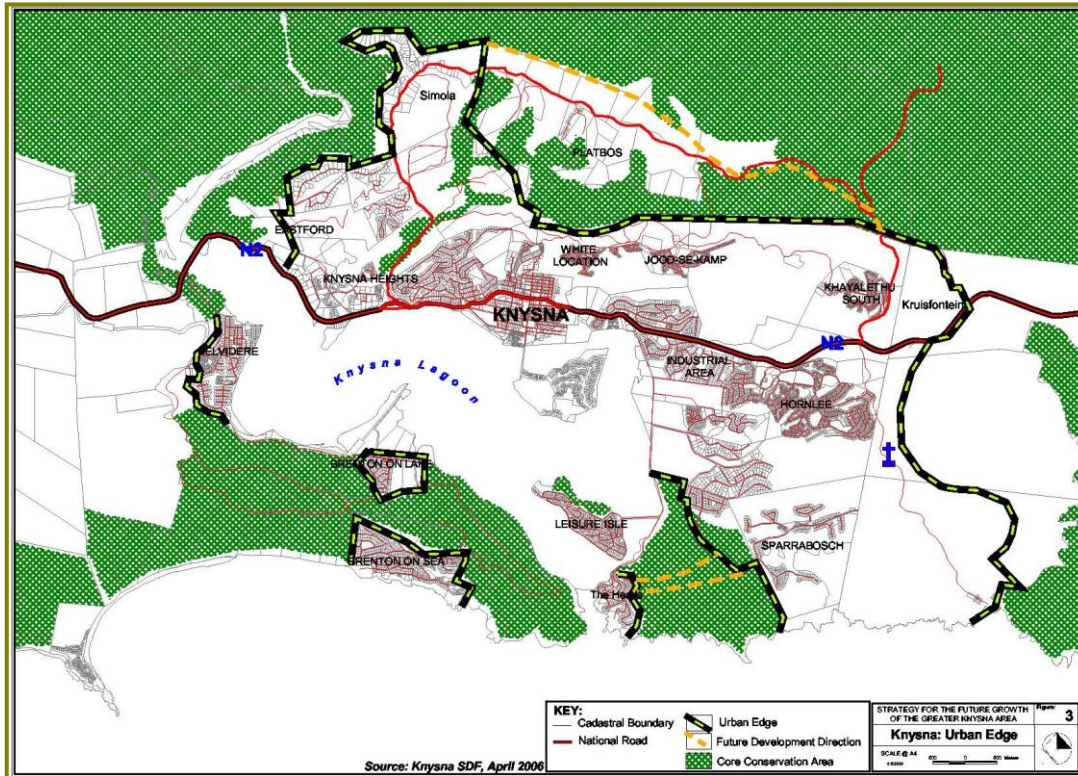 Simola
PLATBOS
EASTFORD
N2
WHITE
LOCATION
JOOD-SE-KAMP
KNYSNA HEIGHTS
KHAYALETHU
SOUTH
Kruisfontein
KNYSNA
N2
BELVIDERE
INDUSTRIAL
AREA
Knysna Lagoon
HORNLEE
BRENTON ON LAKE
LEISURE ISLE
SPARRABOSCH
BRENTON ON SEA
The Heads
KEY:
Cadastral Boundary
National Road
Urban Edge
Future Development Direction
Core Conservation Area
STRATEGY FOR THE FUTURE GROWTH
OF THE GREATER KNYSNA AREA
Figure:
3
Knysna: Urban Edge
SCALE @ A4
Source: Knysna SDF, April 2006